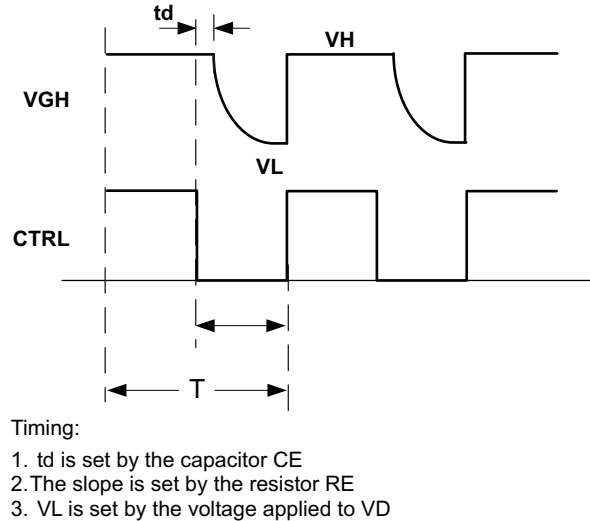 td
VH
VGH
VL
CTRL
T
Timing:
1. td is set by the capacitor CE
2.The slope is set by the resistor RE
3. VL is set by the voltage applied to VD